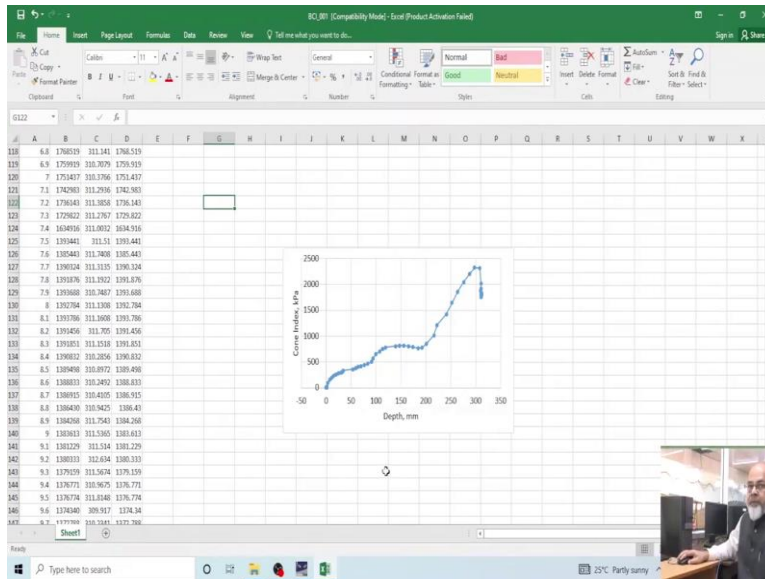 BCI_001 [Compatibility Mode] - Excel (Product Activation Failed)
File Home Insert Page Layout Formulas Data Review View Tell me what you want to do... Sign in Share
Cut
Copy
Format Painter
Paste
Calibri 11
B I U
Wrap Text
Merge & Center
General
Conditional Formatting
Format as Table
Normal Bad
Good Neutral
Insert Delete Format
AutoSum
Fill
Clear
Sort & Filter
Find & Select
Clipboard Font Alignment Number Styles Cells Editing
G122
A B C D E F G H I J K L M N O P Q R S T U V W X
118 6.8 1768519 311.141 1768.519
119 6.9 1759919 310.7079 1759.919
120 7 1751437 310.3766 1751.437
121 7.1 1742983 311.2936 1742.983
122 7.2 1736143 311.3858 1736.143
123 7.3 1729822 311.2767 1729.822
124 7.4 1634916 311.0032 1634.916
125 7.5 1393441 311.51 1393.441
126 7.6 1385443 311.7408 1385.443
127 7.7 1390324 311.3135 1390.324
128 7.8 1391876 311.1922 1391.876
129 7.9 1393688 310.7487 1393.688
130 8 1392784 311.1308 1392.784
131 8.1 1393786 311.1608 1393.786
132 8.2 1391456 311.705 1391.456
133 8.3 1391851 311.1518 1391.851
134 8.4 1390832 310.2856 1390.832
135 8.5 1389498 310.8972 1389.498
136 8.6 1388833 310.2492 1388.833
137 8.7 1386915 310.4105 1386.915
138 8.8 1386430 310.9425 1386.43
139 8.9 1384268 311.7543 1384.268
140 9 1383613 311.5365 1383.613
141 9.1 1381229 311.514 1381.229
142 9.2 1380333 312.634 1380.333
143 9.3 1379159 311.5674 1379.159
144 9.4 1376771 310.9675 1376.771
145 9.5 1376774 311.8148 1376.774
146 9.6 1374340 309.917 1374.34
2500
2000
1500
1000
500
0
Cone Index, kPa
-50 0 50 100 150 200 250 300 350
Depth, mm
Sheet1
Ready
Type here to search
25°C Partly sunny